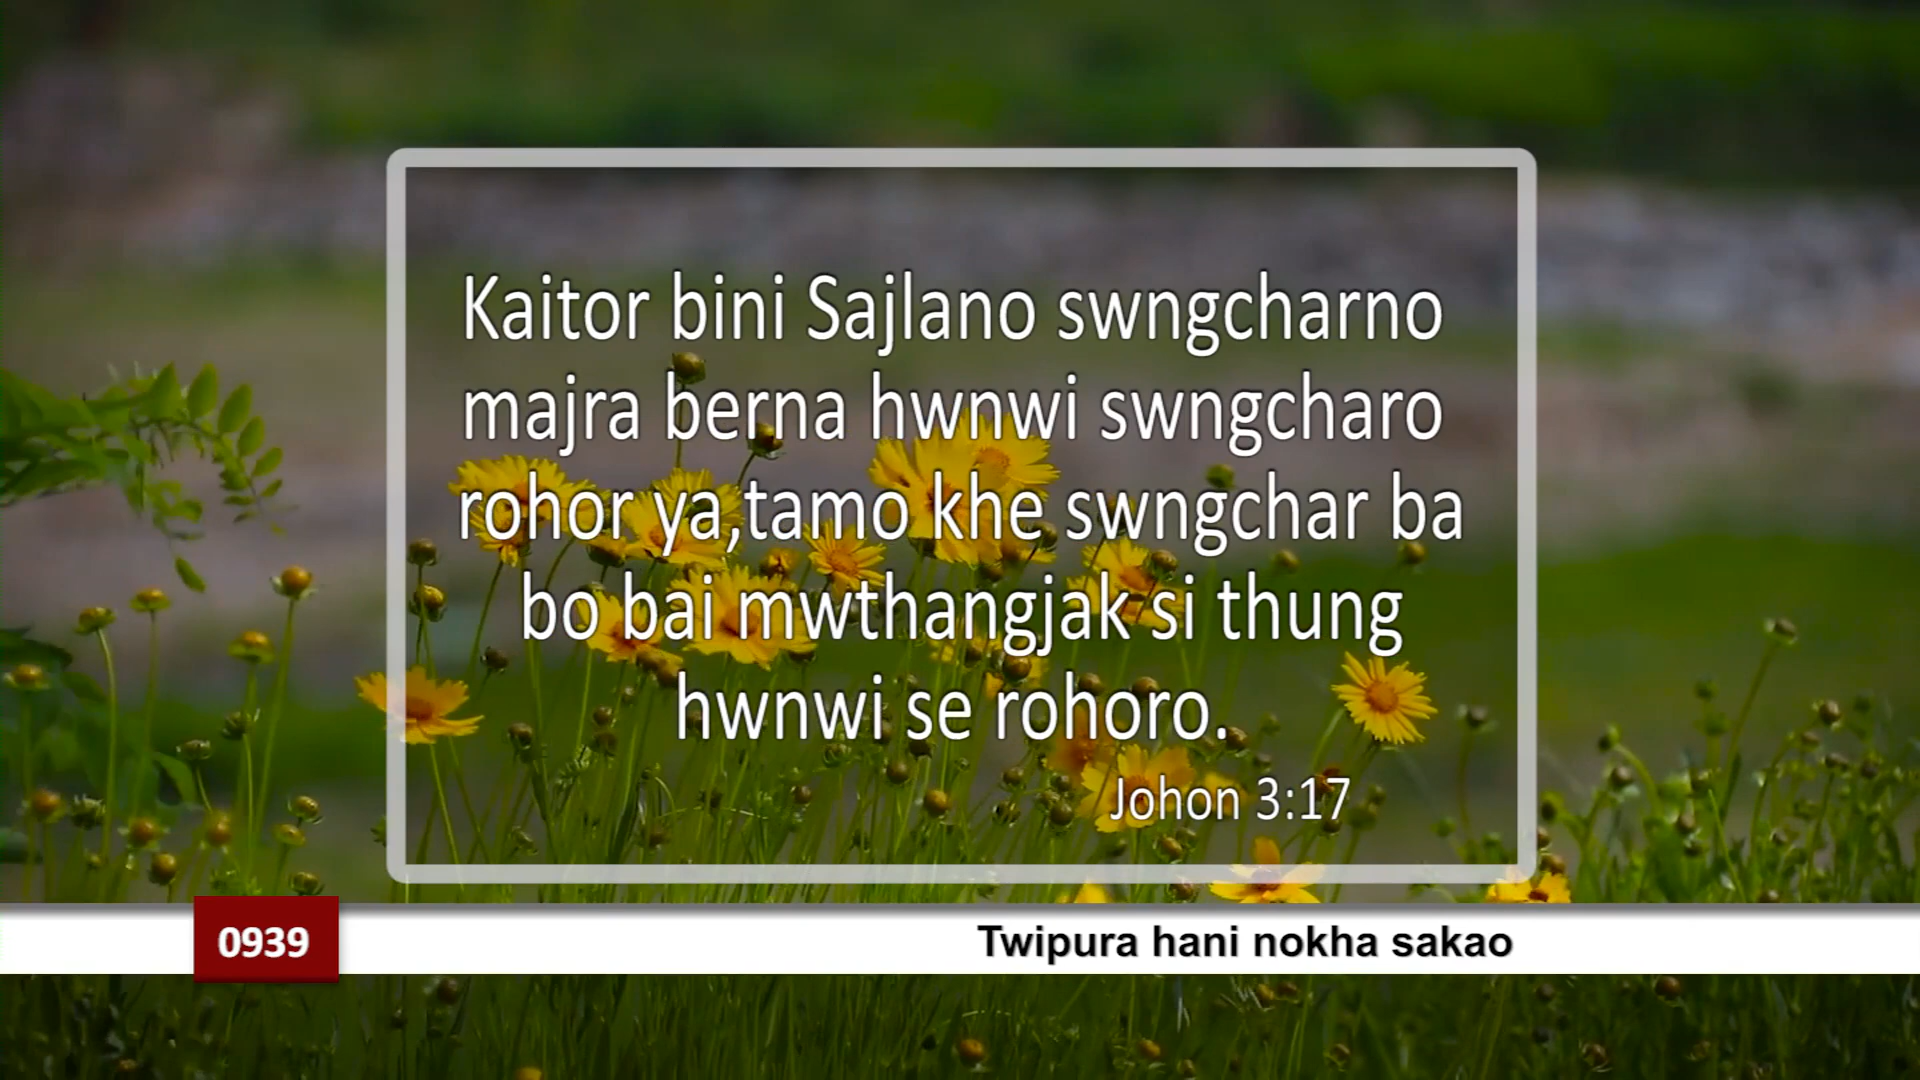 Kaitor bini Sajlano swngcharno
majra berna hwnwi swngcharo
rohor ya,tamo khe swngchar ba
bo bai mwthangjak si thung
hwnwi se rohoro.
Johon 3:17
0939
Twipura hani nokha sakao